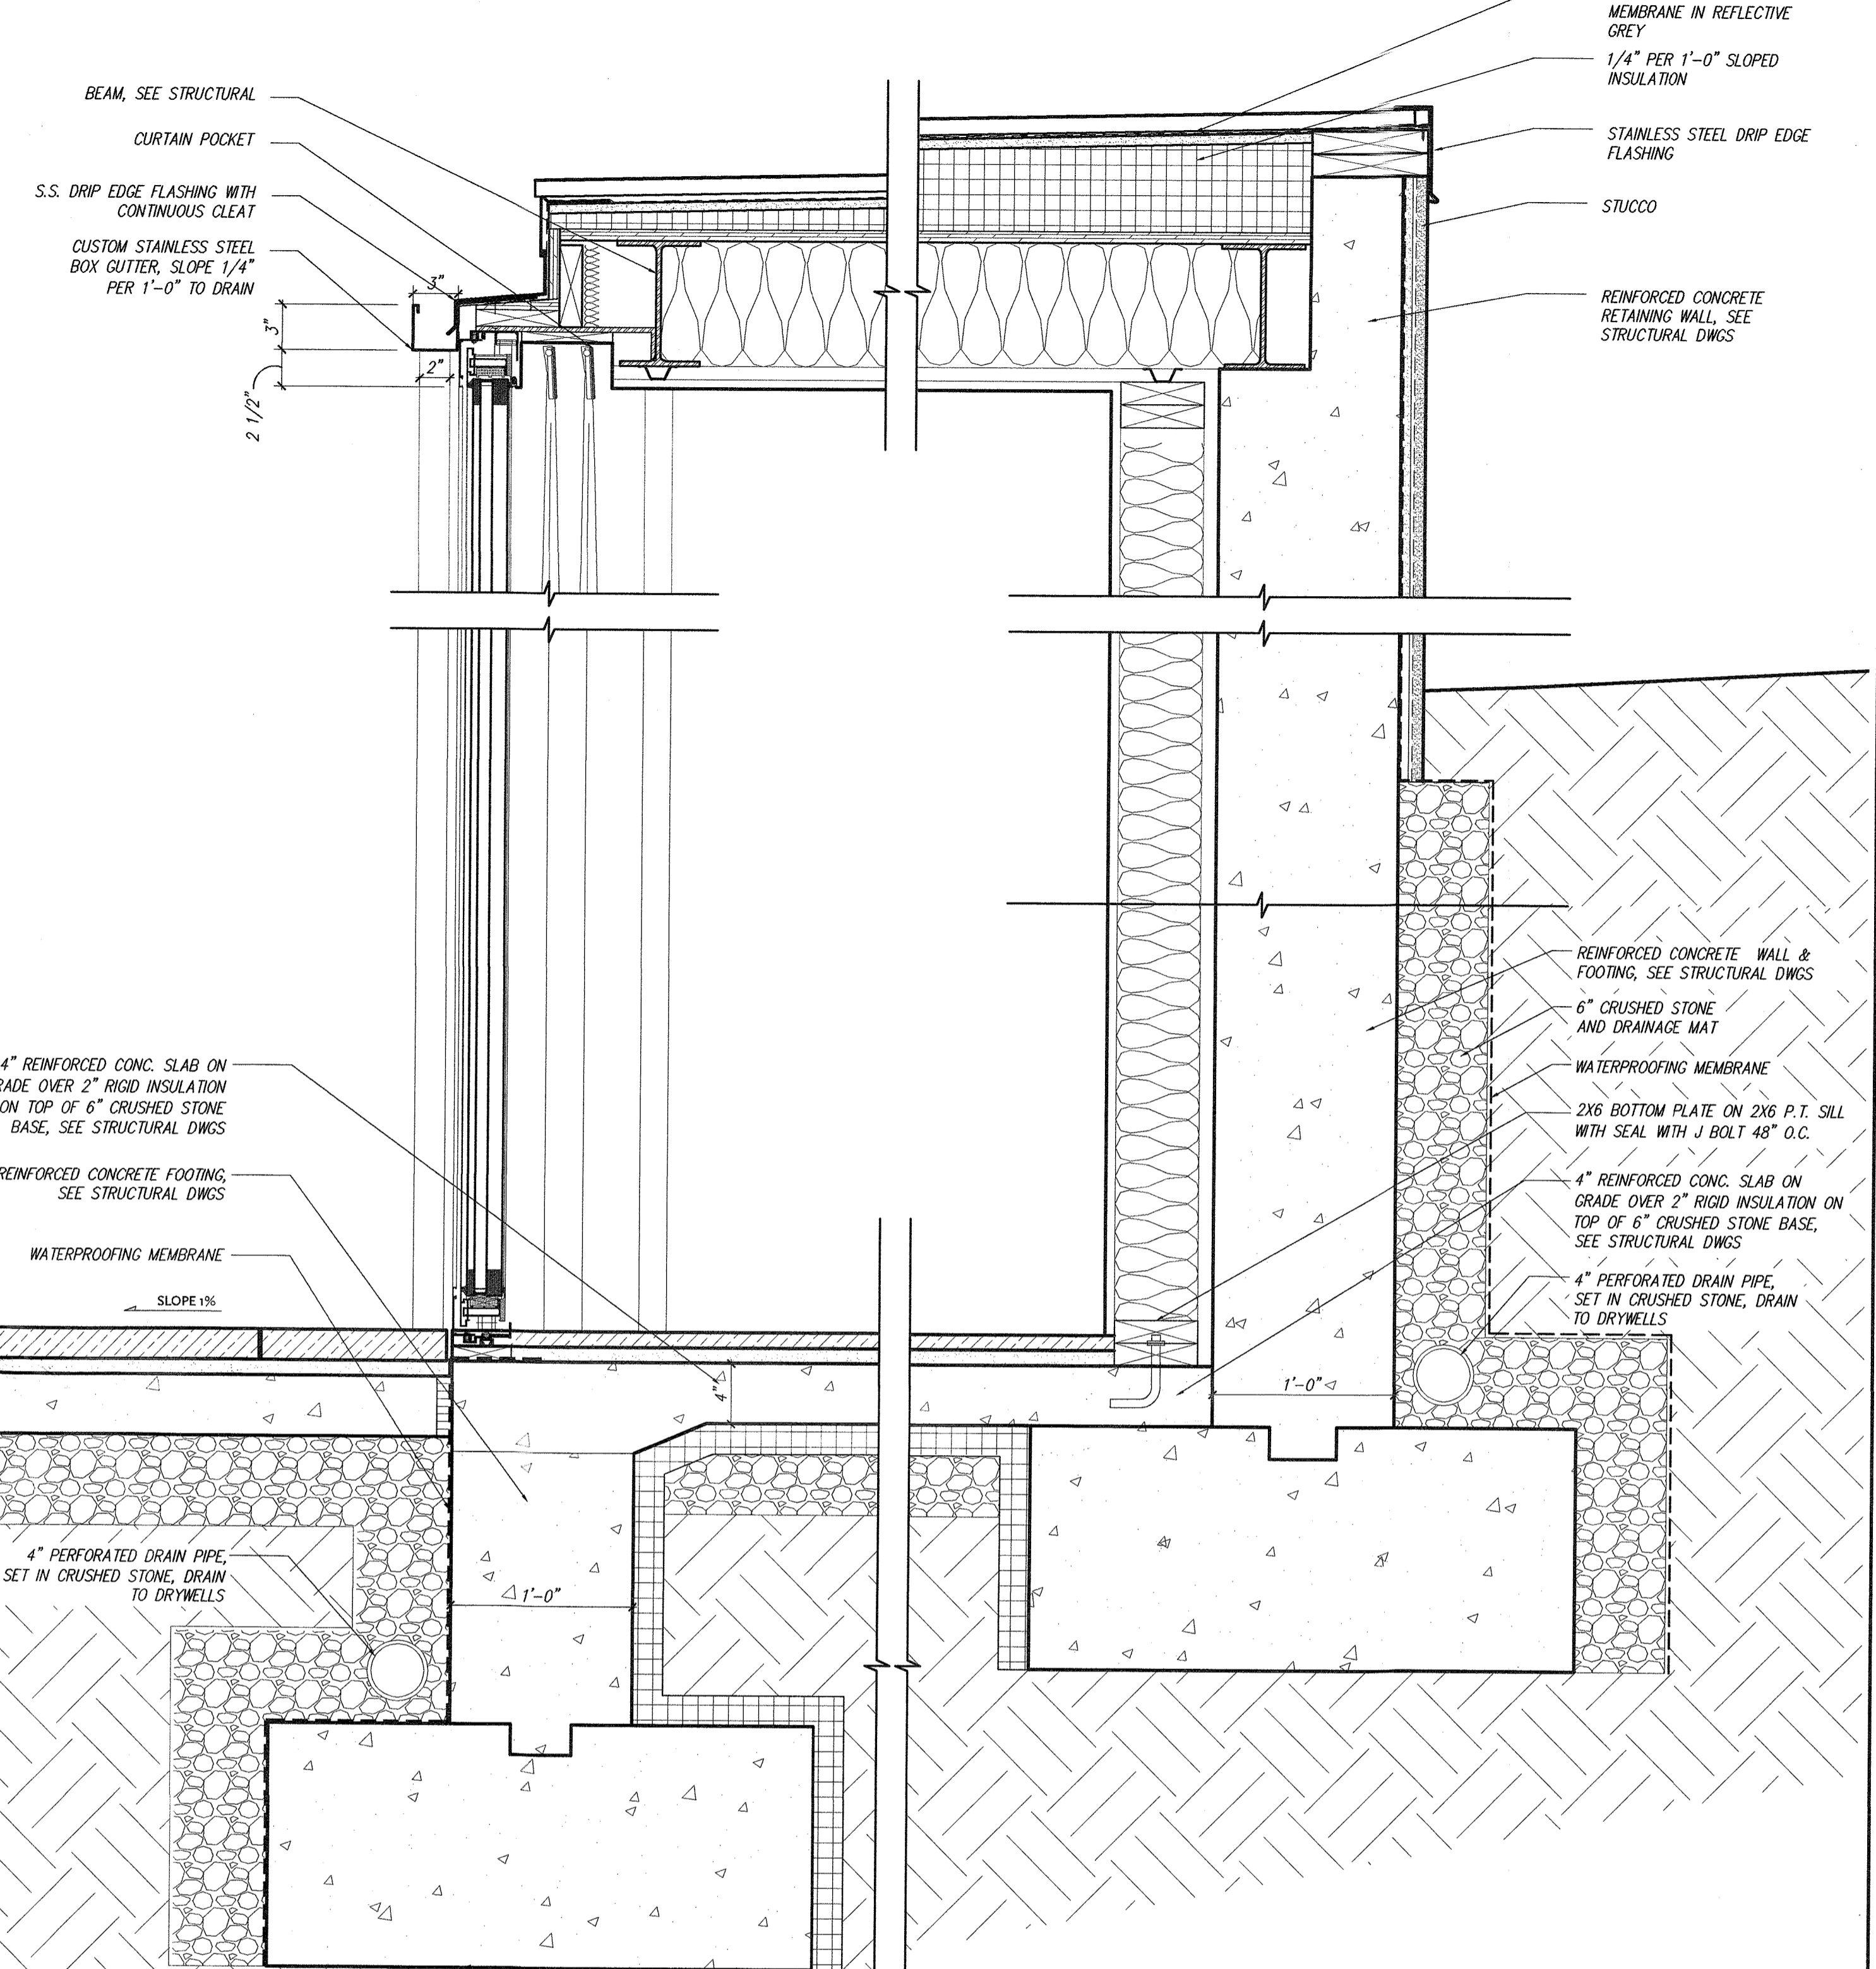 MEMBRANE IN REFLECTIVE
GREY
1/4" PER 1'-0" SLOPED
INSULATION
STAINLESS STEEL DRIP EDGE
FLASHING
STUCCO
REINFORCED CONCRETE
RETAINING WALL, SEE
STRUCTURAL DWGS
BEAM, SEE STRUCTURAL
CURTAIN POCKET
S.S. DRIP EDGE FLASHING WITH
CONTINUOUS CLEAT
CUSTOM STAINLESS STEEL
BOX GUTTER, SLOPE 1/4"
PER 1'-0" TO DRAIN
3"
3"
2"
2 1/2"
REINFORCED CONCRETE WALL &
FOOTING, SEE STRUCTURAL DWGS
6" CRUSHED STONE
AND DRAINAGE MAT
WATERPROOFING MEMBRANE
2X6 BOTTOM PLATE ON 2X6 P.T. SILL
WITH SEAL WITH J BOLT 48" O.C.
4" REINFORCED CONC. SLAB ON
GRADE OVER 2" RIGID INSULATION ON
TOP OF 6" CRUSHED STONE BASE,
SEE STRUCTURAL DWGS
4" PERFORATED DRAIN PIPE,
SET IN CRUSHED STONE, DRAIN
TO DRYWELLS
4" REINFORCED CONC. SLAB ON
RADE OVER 2" RIGID INSULATION
ON TOP OF 6" CRUSHED STONE
BASE, SEE STRUCTURAL DWGS
REINFORCED CONCRETE FOOTING,
SEE STRUCTURAL DWGS
WATERPROOFING MEMBRANE
SLOPE 1%
4"
1'-0"
1'-0"
4" PERFORATED DRAIN PIPE,
SET IN CRUSHED STONE, DRAIN
TO DRYWELLS